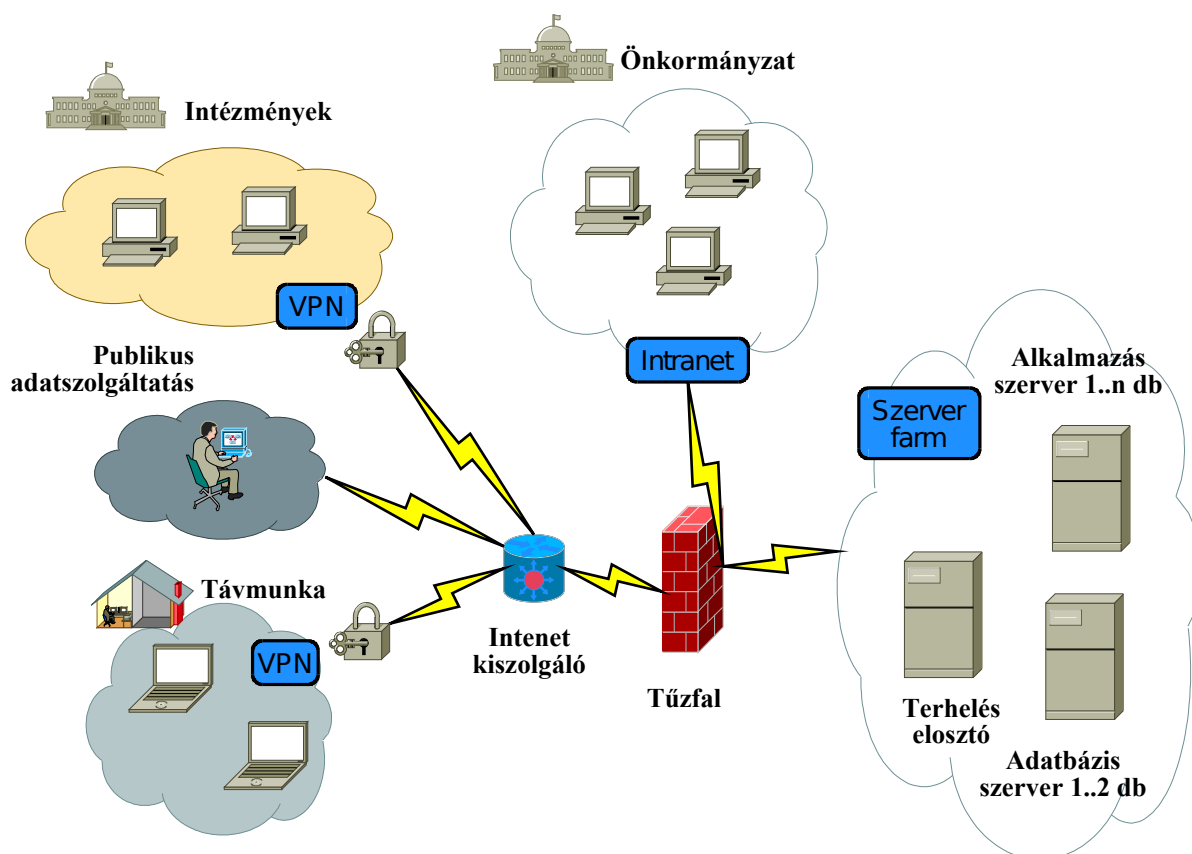 Önkormányzat
Intézmények
VPN
Publikus
adatszolgáltatás
Intranet
Alkalmazás
szerver 1..n db
Szerver
farm
Távmunka
VPN
Intenet
kiszolgáló
Tűzfal
Terhelés
elosztó
Adatbázis
szerver 1..2 db